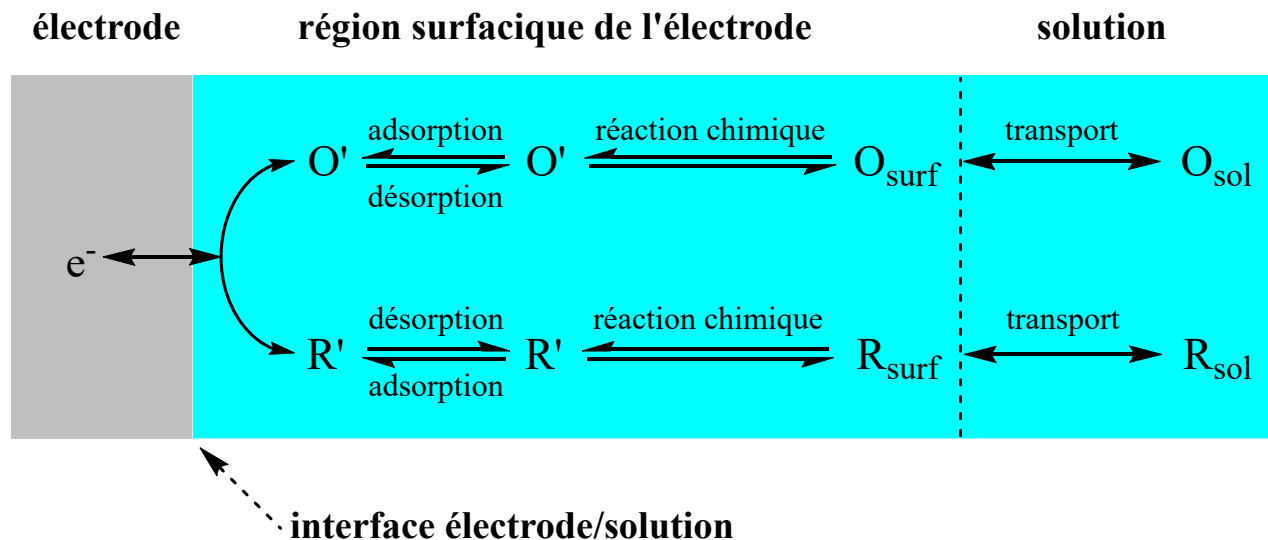 électrode région surfacique de l'électrode solution
adsorption réaction chimique transport
O' O' O_surf O_sol
désorption
e⁻
désorption réaction chimique transport
R' R' R_surf R_sol
adsorption
interface électrode/solution